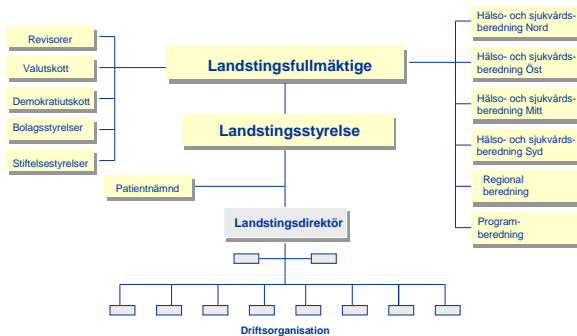 Revisorer
Valutskott
Demokratiutskott
Bolagsstyrelser
Stiftelsestyrelser
Landstingsfullmäktige
Landstingsstyrelse
Patientnämnd
Landstingsdirektör
Hälso- och sjukvårds-
beredning Nord
Hälso- och sjukvårds-
beredning Öst
Hälso- och sjukvårds-
beredning Mitt
Hälso- och sjukvårds-
beredning Syd
Regional
beredning
Program-
beredning
Driftsorganisation